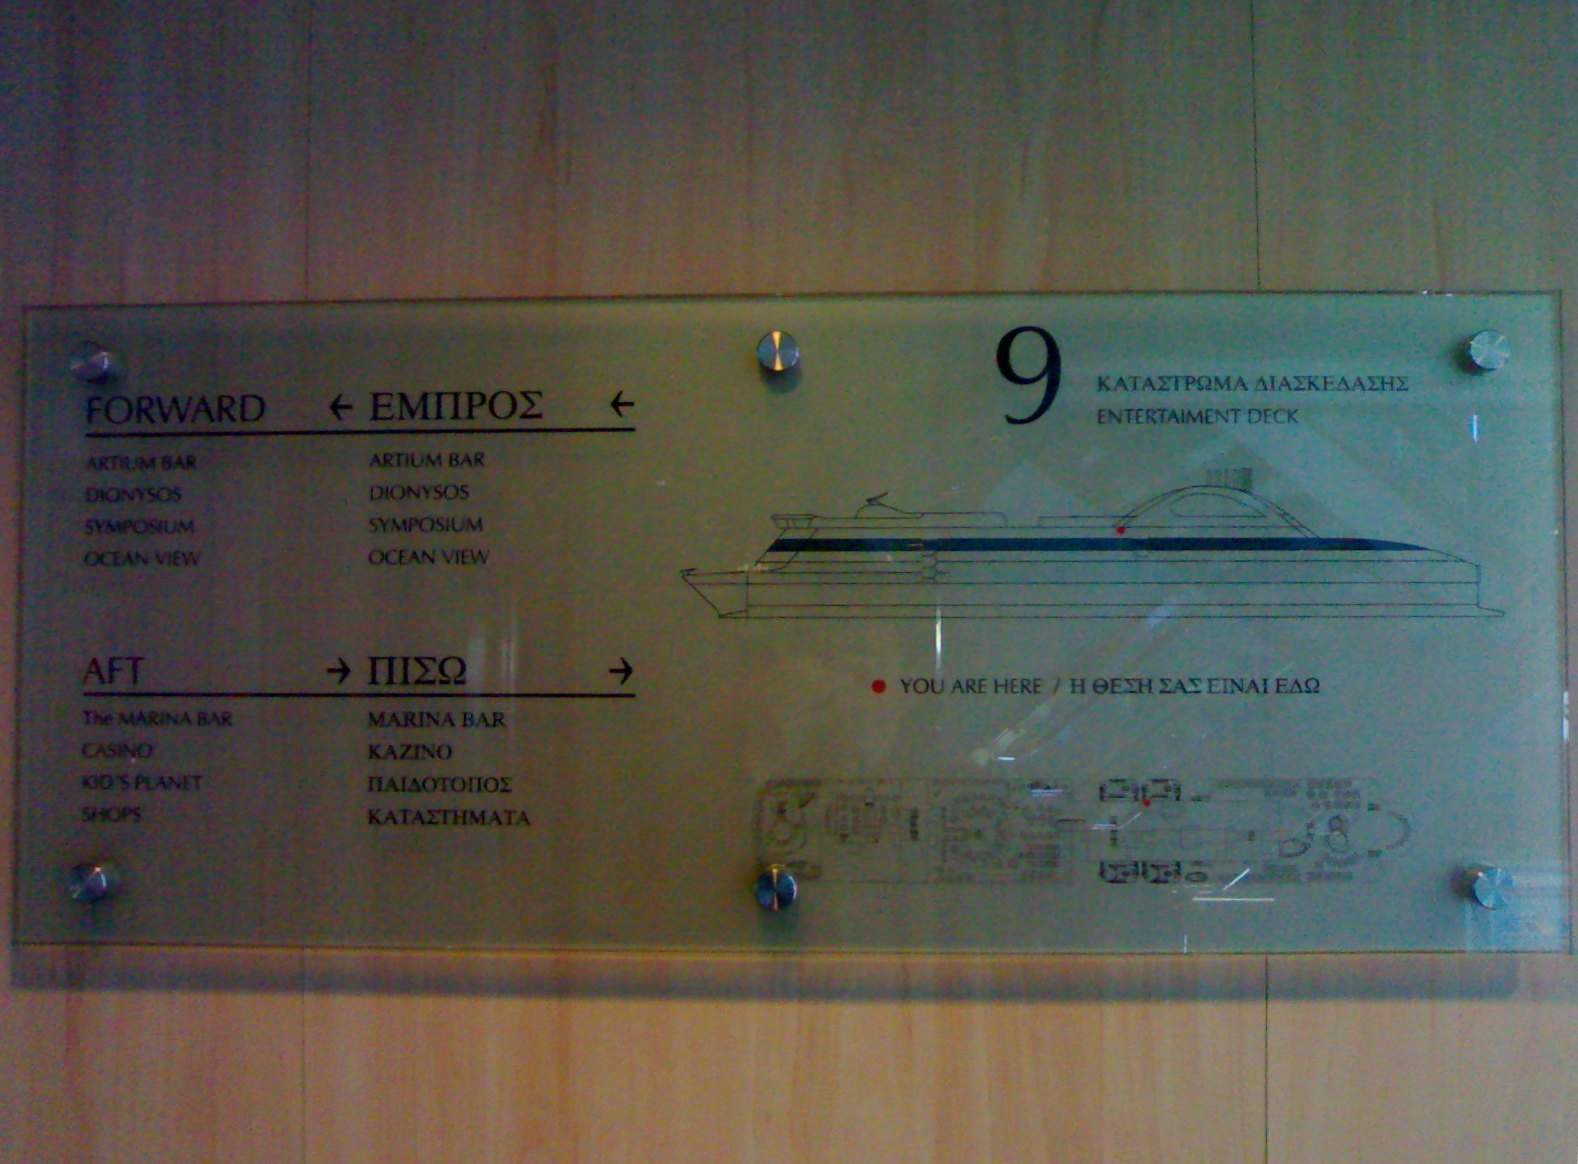 FORWARD ← ΕΜΠΡΟΣ ←
ARTIUM BAR ARTIUM BAR
DIONYSOS DIONYSOS
SYMPOSIUM SYMPOSIUM
OCEAN VIEW OCEAN VIEW
AFT → ΠΙΣΩ →
The MARINA BAR MARINA BAR
CASINO ΚΑΖΙΝΟ
KID'S PLANET ΠΑΙΔΟΤΟΠΟΣ
SHOPS ΚΑΤΑΣΤΗΜΑΤΑ
9
ΚΑΤΑΣΤΡΩΜΑ ΔΙΑΣΚΕΔΑΣΗΣ
ENTERTAIMENT DECK
YOU ARE HERE / Η ΘΕΣΗ ΣΑΣ ΕΙΝΑΙ ΕΔΩ